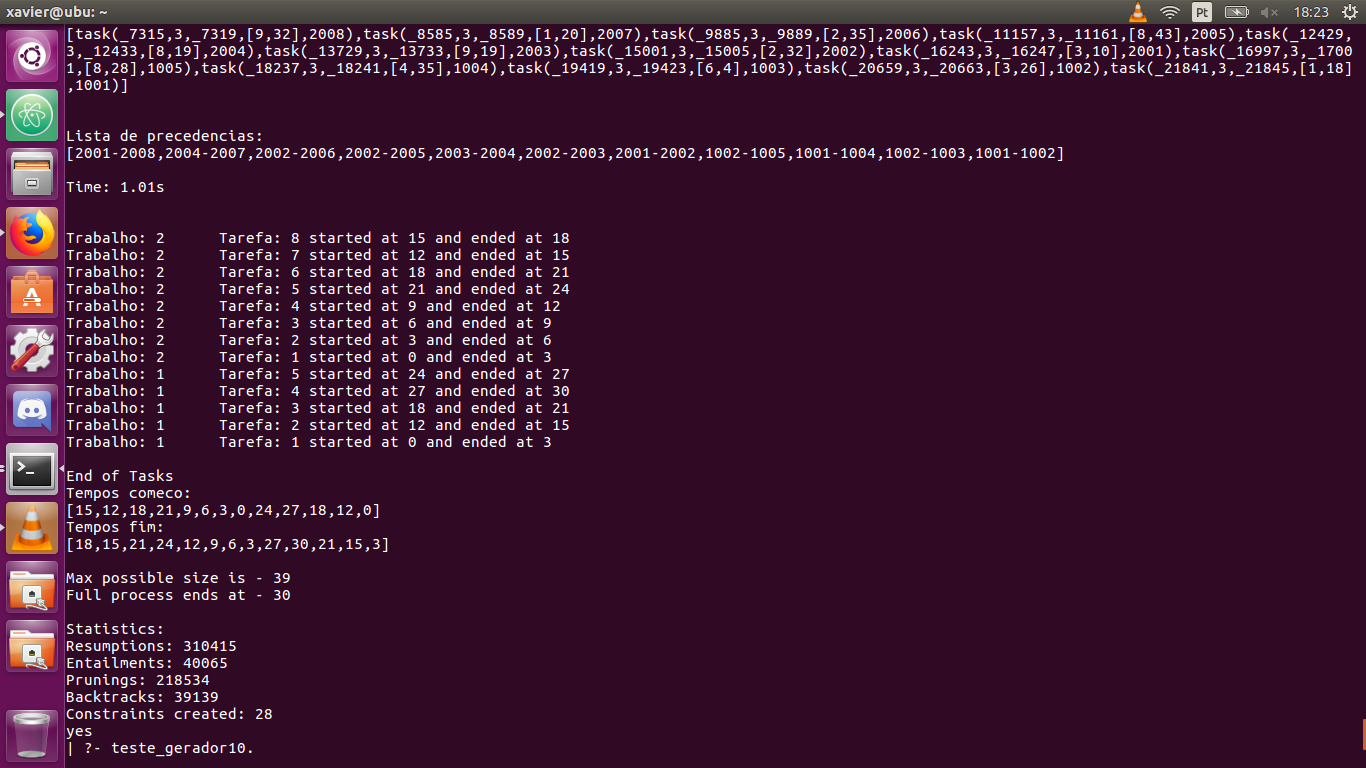 xavier@ubu: ~
Pt
18:23
[task(_7315,3,_7319,[9,32],2008),task(_8585,3,_8589,[1,20],2007),task(_9885,3,_9889,[2,35],2006),task(_11157,3,_11161,[8,43],2005),task(_12429,
3,_12433,[8,19],2004),task(_13729,3,_13733,[9,19],2003),task(_15001,3,_15005,[2,32],2002),task(_16243,3,_16247,[3,10],2001),task(_16997,3,_1700
1,[8,28],1005),task(_18237,3,_18241,[4,35],1004),task(_19419,3,_19423,[6,4],1003),task(_20659,3,_20663,[3,26],1002),task(_21841,3,_21845,[1,18]
,1001)]
Lista de precedencias:
[2001-2008,2004-2007,2002-2006,2002-2005,2003-2004,2002-2003,2001-2002,1002-1005,1001-1004,1002-1003,1001-1002]
Time: 1.01s
Trabalho: 2      Tarefa: 8 started at 15 and ended at 18
Trabalho: 2      Tarefa: 7 started at 12 and ended at 15
Trabalho: 2      Tarefa: 6 started at 18 and ended at 21
Trabalho: 2      Tarefa: 5 started at 21 and ended at 24
Trabalho: 2      Tarefa: 4 started at 9 and ended at 12
Trabalho: 2      Tarefa: 3 started at 6 and ended at 9
Trabalho: 2      Tarefa: 2 started at 3 and ended at 6
Trabalho: 2      Tarefa: 1 started at 0 and ended at 3
Trabalho: 1      Tarefa: 5 started at 24 and ended at 27
Trabalho: 1      Tarefa: 4 started at 27 and ended at 30
Trabalho: 1      Tarefa: 3 started at 18 and ended at 21
Trabalho: 1      Tarefa: 2 started at 12 and ended at 15
Trabalho: 1      Tarefa: 1 started at 0 and ended at 3
End of Tasks
Tempos comeco:
[15,12,18,21,9,6,3,0,24,27,18,12,0]
Tempos fim:
[18,15,21,24,12,9,6,3,27,30,21,15,3]
Max possible size is - 39
Full process ends at - 30
Statistics:
Resumptions: 310415
Entailments: 40065
Prunings: 218534
Backtracks: 39139
Constraints created: 28
yes
| ?- teste_gerador10.